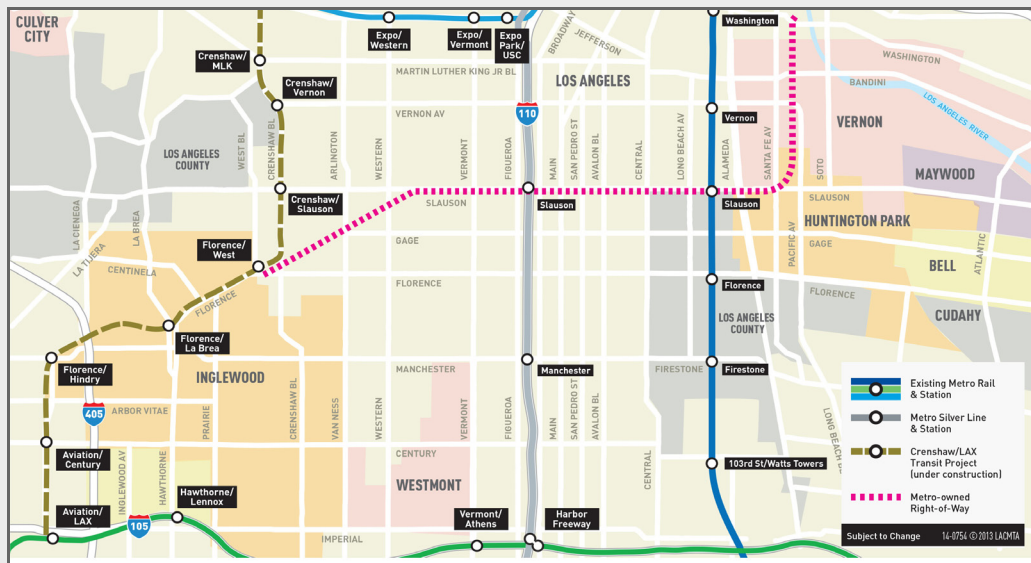 CULVER
CITY
Crenshaw/
MLK
Expo/
Western
Expo/
Vermont
Expo
Park/
USC
BROADWAY
JEFFERSON
Washington
WASHINGTON
MARTIN LUTHER KING JR BL
LOS ANGELES
BANDINI
Crenshaw/
Vernon
110
LOS ANGELES RIVER
VERNON AV
Vernon
VERNON
LOS ANGELES
COUNTY
WEST BL
CRENSHAW BL
ARLINGTON
WESTERN
VERMONT
FIGUEROA
MAIN
SAN PEDRO ST
AVALON BL
CENTRAL
LONG BEACH AV
ALAMEDA
SANTA FE AV
SOTO
MAYWOOD
Crenshaw/
Slauson
SLAUSON
Slauson
Slauson
SLAUSON
LA CIENEGA
LA TIJERA
LA BREA
HUNTINGTON PARK
Florence/
West
GAGE
PACIFIC AV
GAGE
ATLANTIC
BELL
CENTINELA
FLORENCE
FLORENCE
Florence
FLORENCE
LOS ANGELES
COUNTY
CUDAHY
Florence/
La Brea
Florence/
Hindry
INGLEWOOD
MANCHESTER
Manchester
FIRESTONE
Firestone
405
ARBOR VITAE
PRAIRIE
CRENSHAW BL
VAN NESS
WESTERN
VERMONT
FIGUEROA
MAIN
SAN PEDRO ST
AVALON BL
CENTRAL
LONG BEACH BL
Aviation/
Century
INGLEWOOD AV
HAWTHORNE
CENTURY
103rd St/Watts Towers
WESTMONT
Hawthorne/
Lennox
Aviation/
LAX
105
IMPERIAL
Vermont/
Athens
Harbor
Freeway
Existing Metro Rail
& Station
Metro Silver Line
& Station
Crenshaw/LAX
Transit Project
(under construction)
Metro-owned
Right-of-Way
Subject to Change
14-0754 © 2013 LACMTA